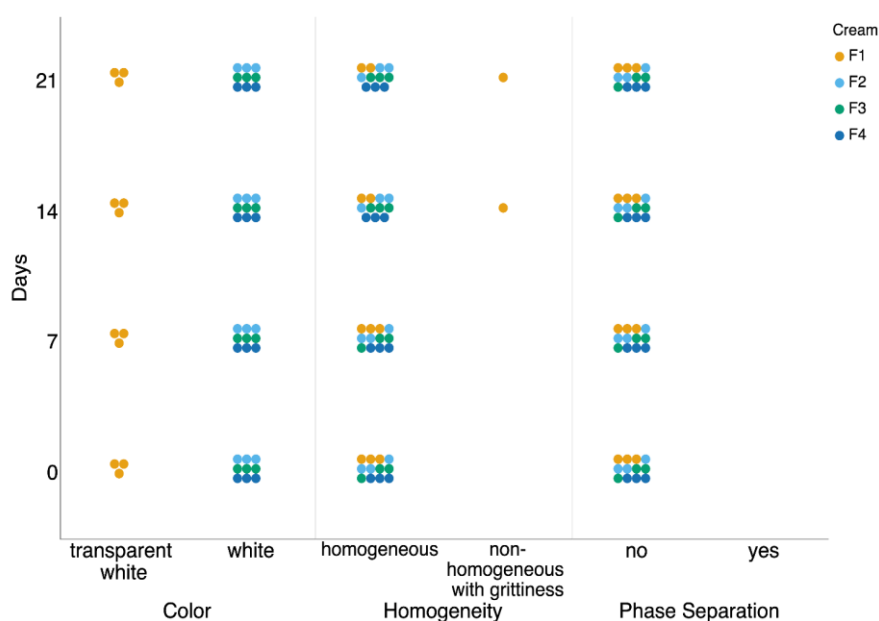 Cream
F1
F2
F3
F4
21
14
7
0
Days
transparent
white
white
homogeneous
non-
homogeneous
with grittiness
no
yes
Color
Homogeneity
Phase Separation